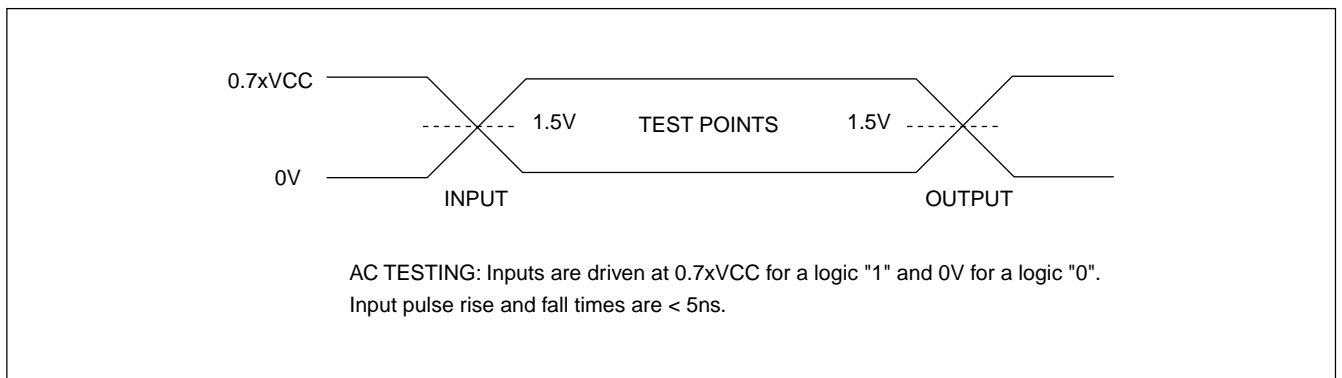 0.7xVCC
1.5V TEST POINTS 1.5V
0V
INPUT OUTPUT
AC TESTING: Inputs are driven at 0.7xVCC for a logic "1" and 0V for a logic "0".
Input pulse rise and fall times are < 5ns.